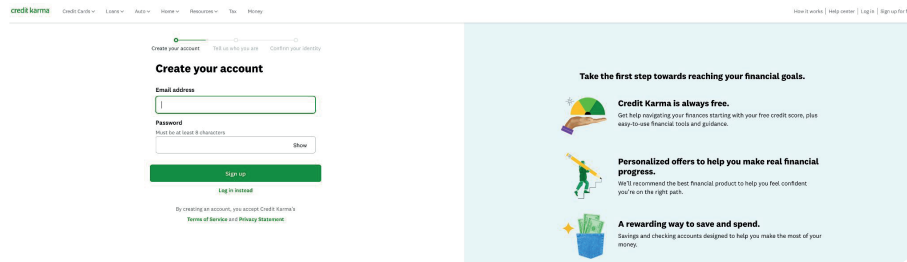 credit karma Credit Cards Loans Auto Home Resources Tax Money How it works | Help center | Log in | Sign up for
Create your account Tell us who you are Confirm your identity
Create your account
Email address
Password
Must be at least 8 characters
Show
Sign up
Log in instead
By creating an account, you accept Credit Karma's
Terms of Service and Privacy Statement
Take the first step towards reaching your financial goals.
Credit Karma is always free.
Get help navigating your finances starting with your free credit score, plus
easy-to-use financial tools and guidance.
Personalized offers to help you make real financial
progress.
We'll recommend the best financial product to help you feel confident
you're on the right path.
A rewarding way to save and spend.
Savings and checking accounts designed to help you make the most of your
money.